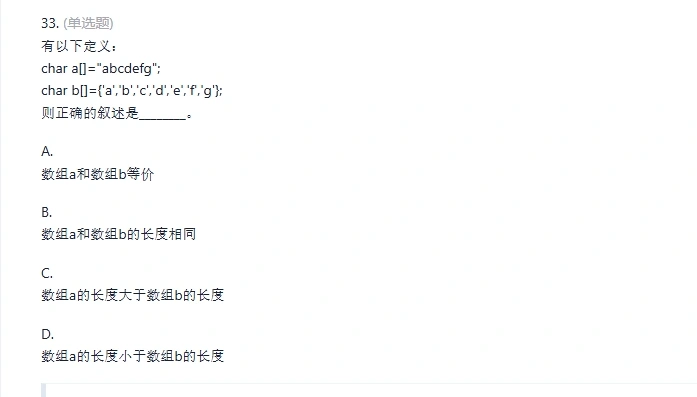 33. (单选题)
有以下定义：
char a[]="abcdefg";
char b[]={'a','b','c','d','e','f','g'};
则正确的叙述是________。
A.
数组a和数组b等价
B.
数组a和数组b的长度相同
C.
数组a的长度大于数组b的长度
D.
数组a的长度小于数组b的长度